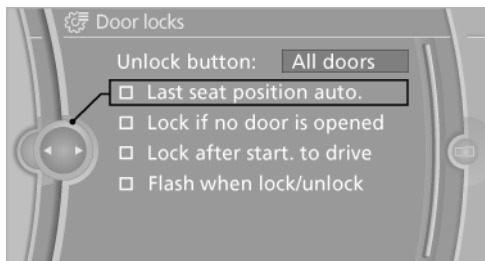 Door locks
Unlock button: All doors
Last seat position auto.
Lock if no door is opened
Lock after start. to drive
Flash when lock/unlock